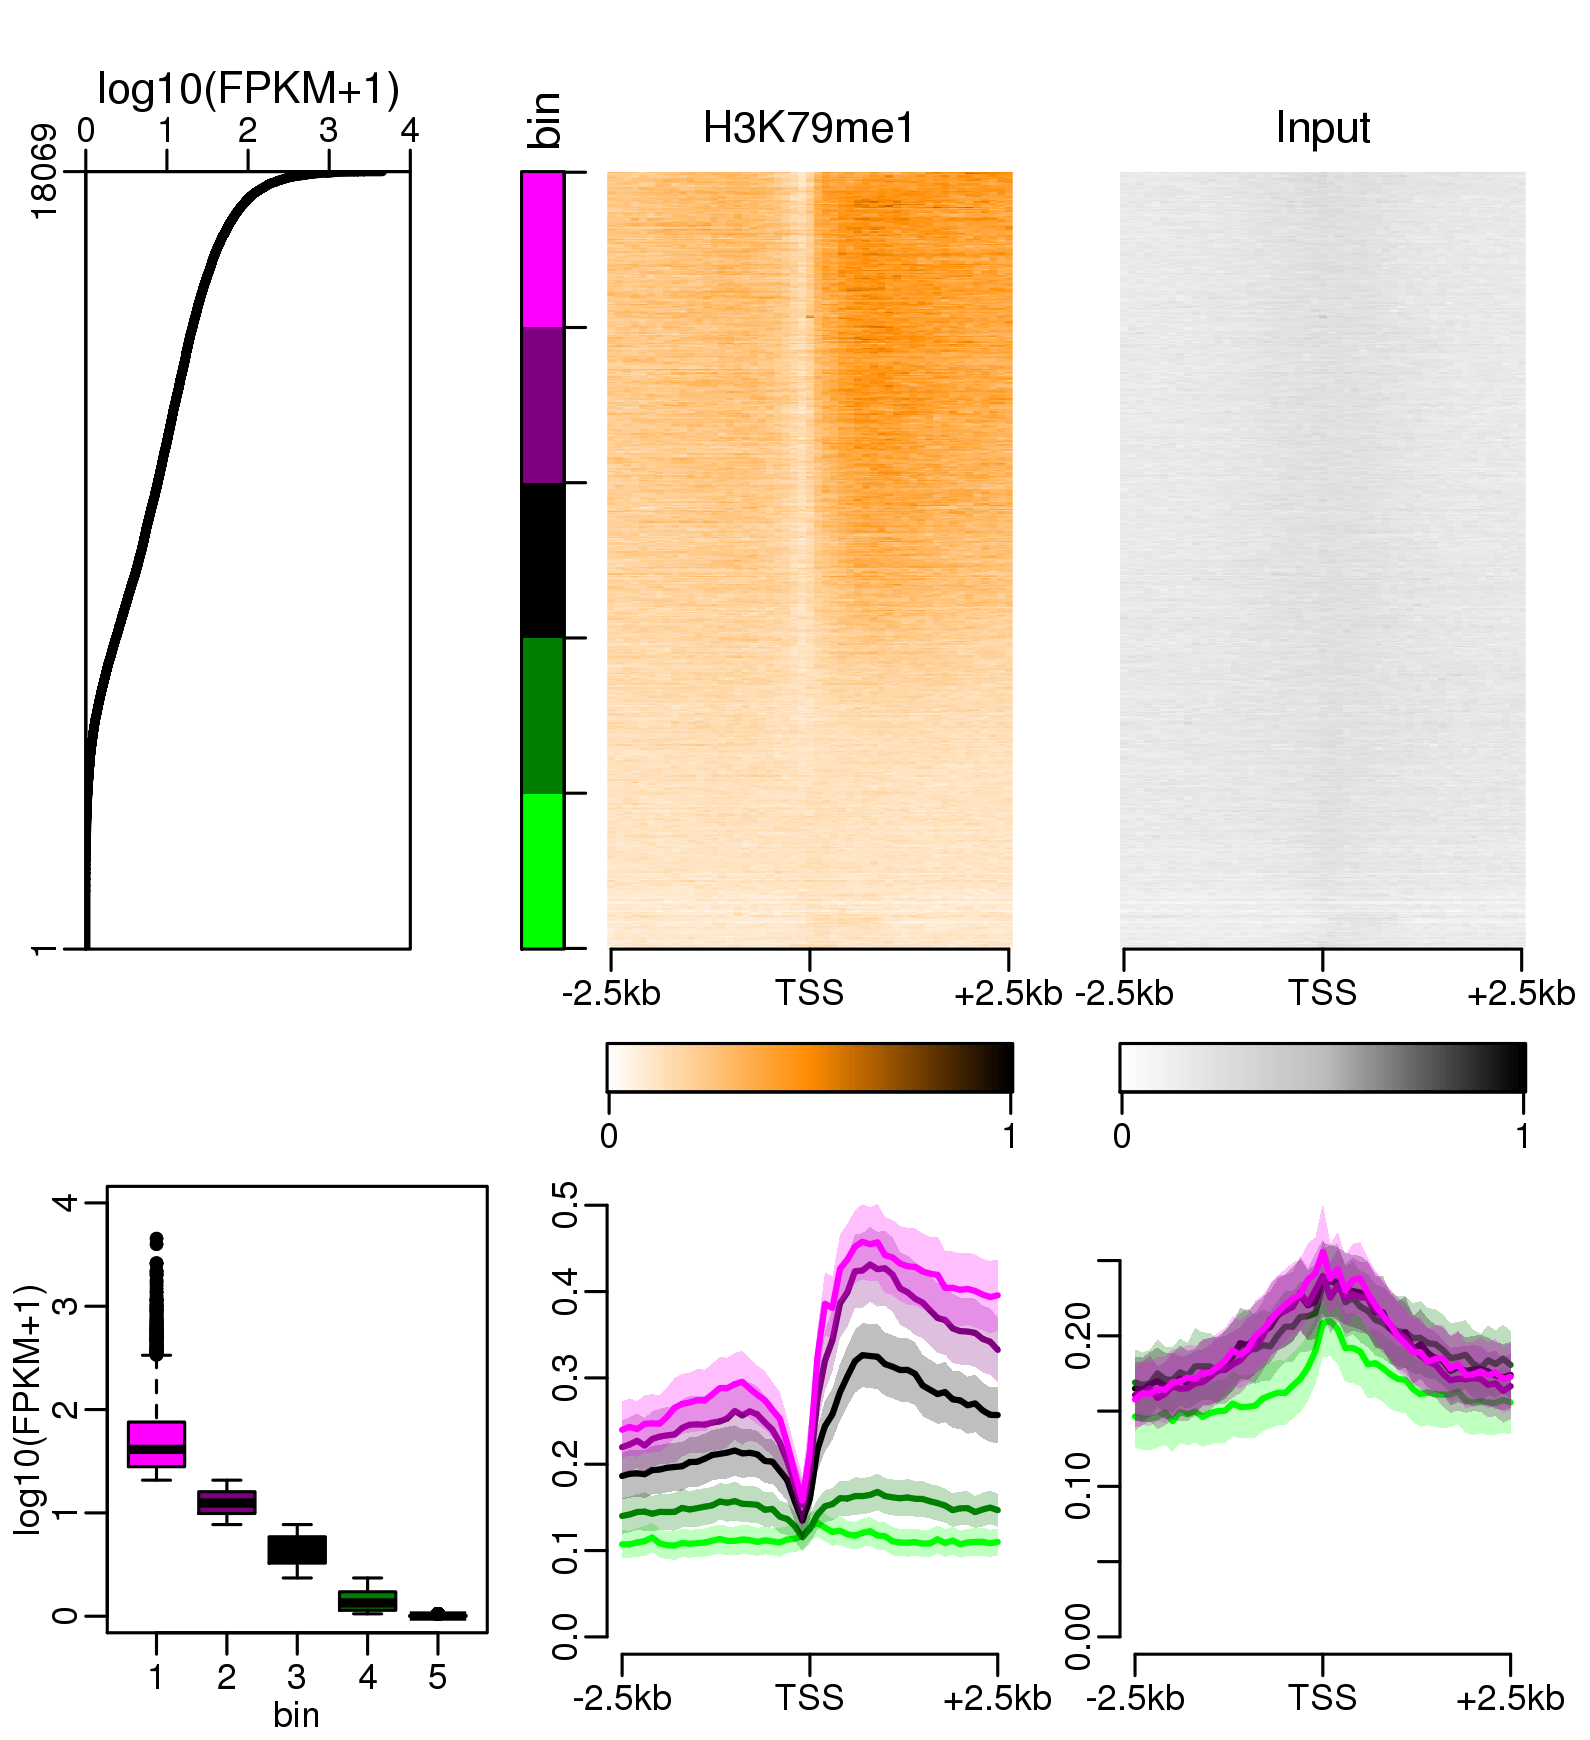 log10(FPKM+1)
0 1 2 3 4
18069
1
bin
H3K79me1
Input
-2.5kb TSS +2.5kb
-2.5kb TSS +2.5kb
0 1
0 1
log10(FPKM+1)
4
3
2
1
0
1 2 3 4 5
bin
0.5
0.4
0.3
0.2
0.1
0.0
-2.5kb TSS +2.5kb
0.20
0.10
0.00
-2.5kb TSS +2.5kb